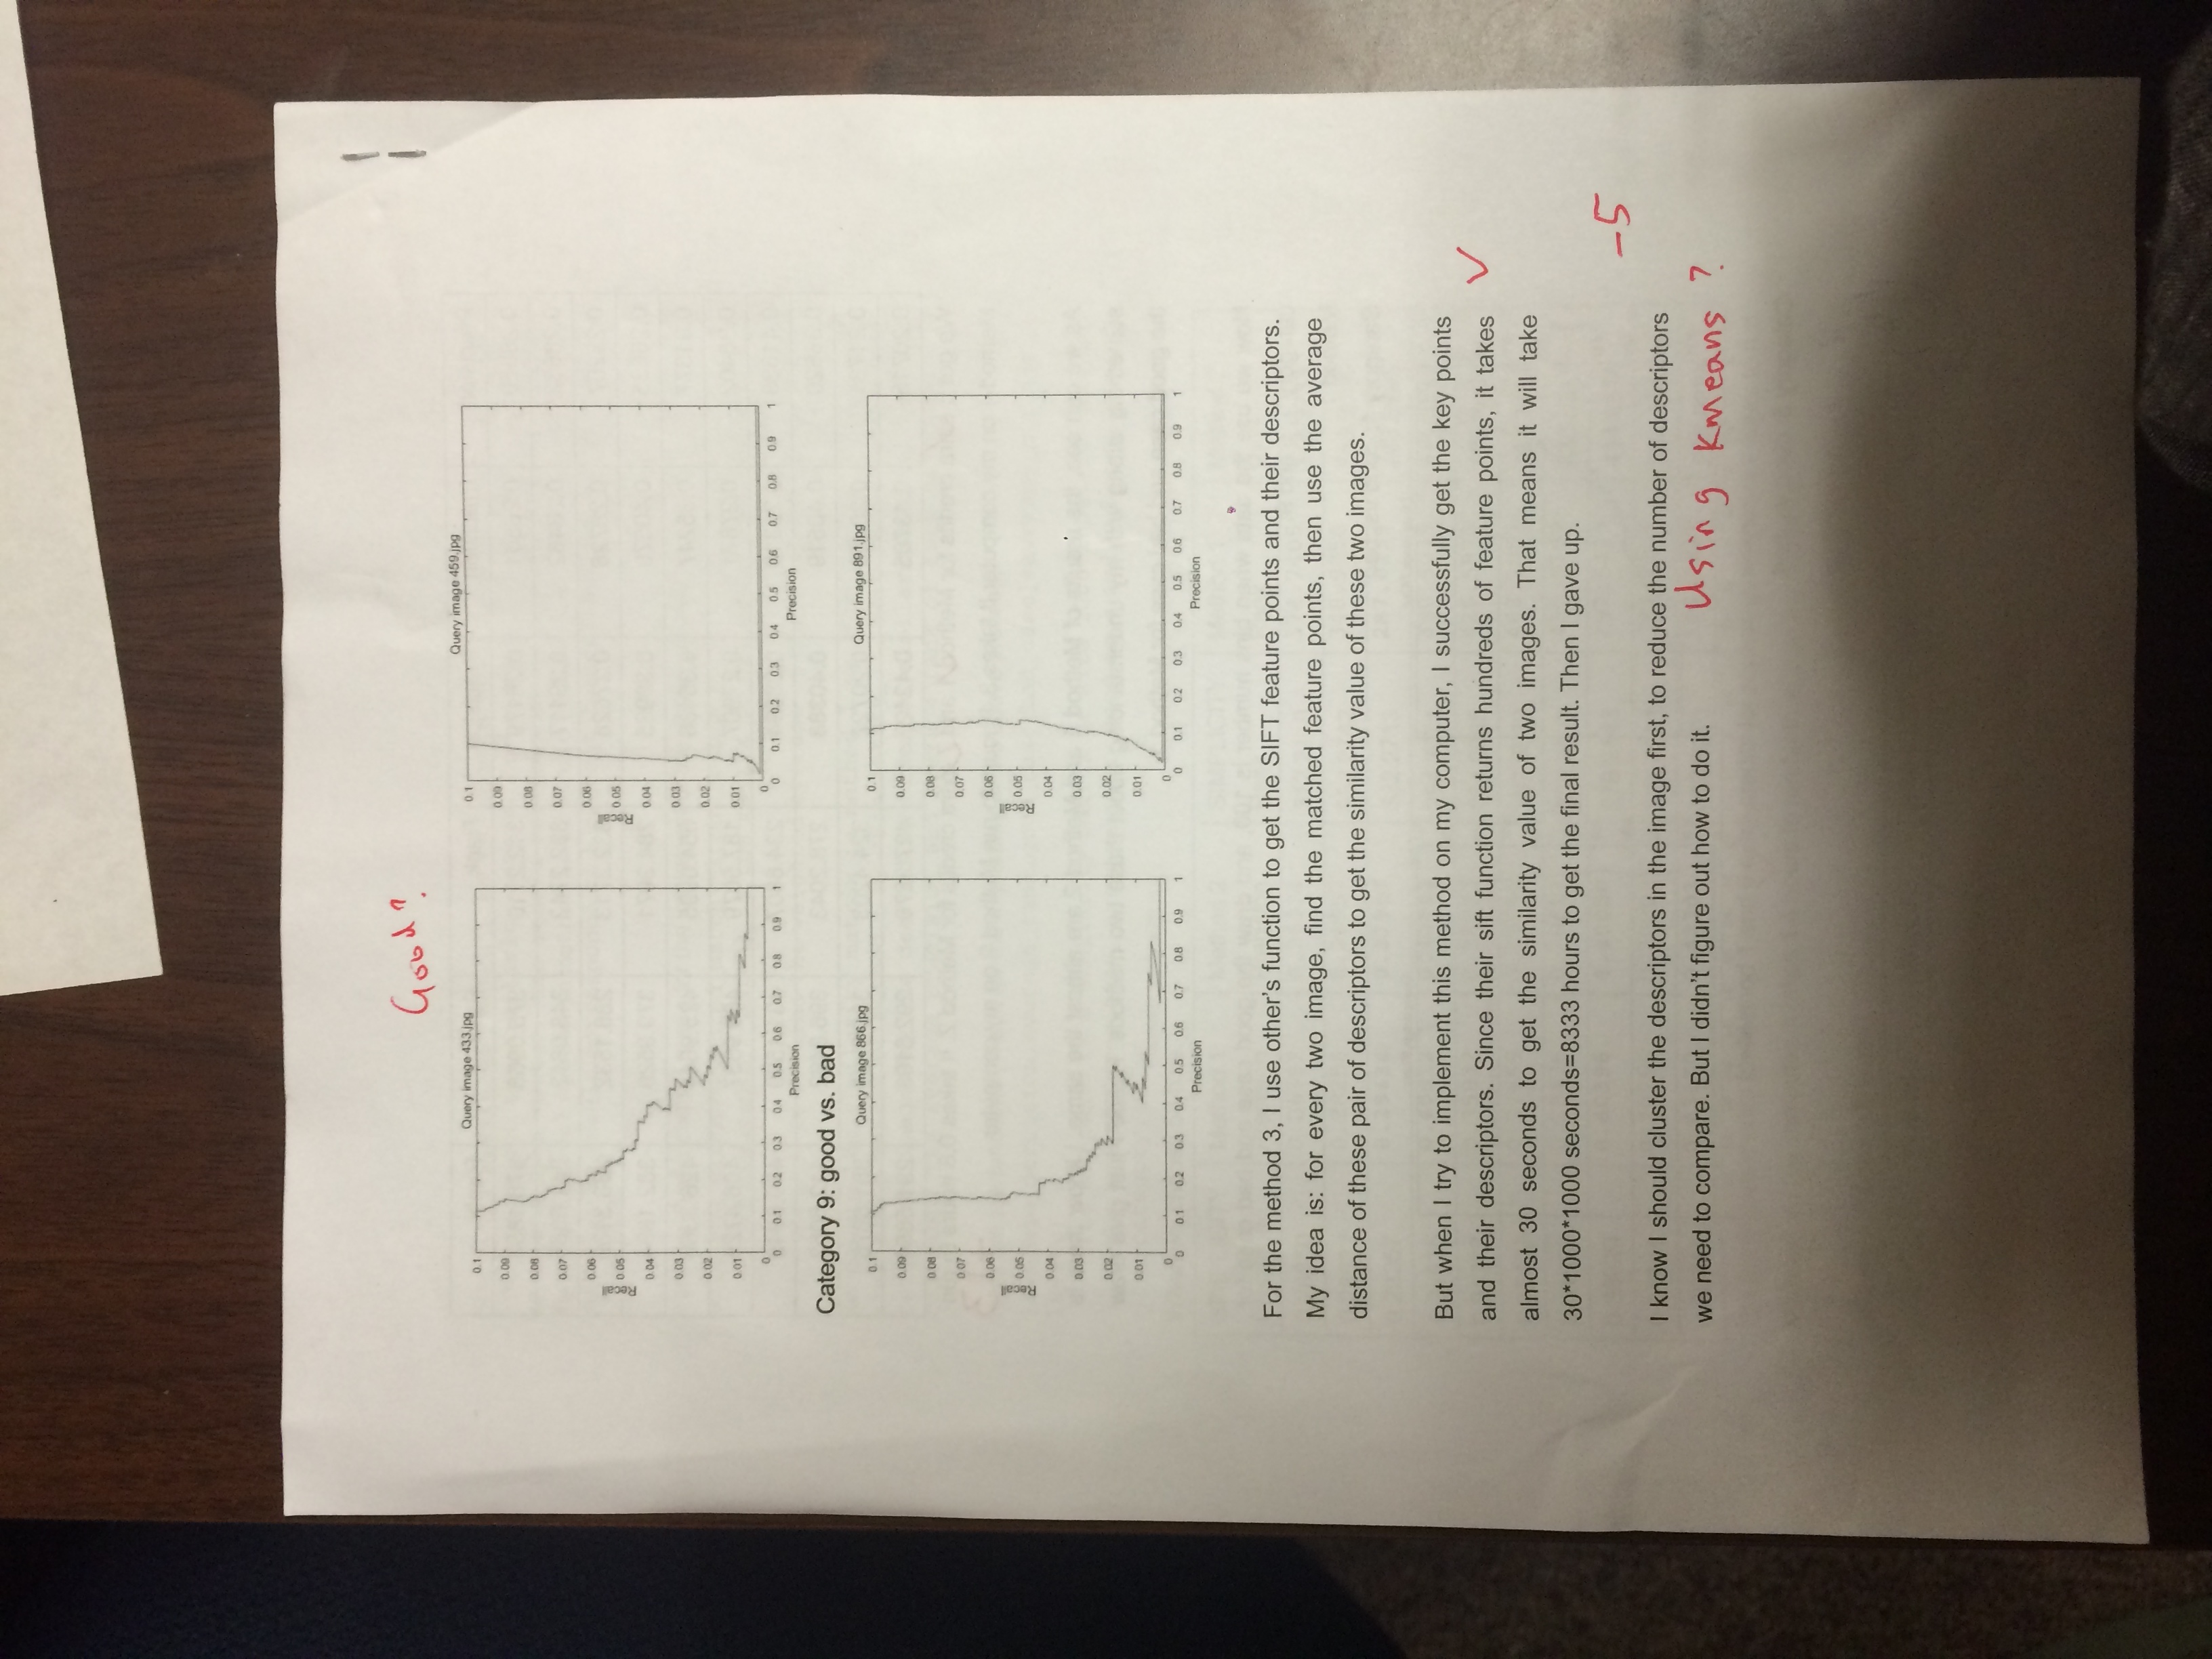 Good?
Query image 433.jpg
0.1
0.09
0.08
0.07
0.06
0.05
0.04
0.03
0.02
0.01
0
Recall
0 0.1 0.2 0.3 0.4 0.5 0.6 0.7 0.8 0.9 1
Precision
Query image 459.jpg
0.1
0.09
0.08
0.07
0.06
0.05
0.04
0.03
0.02
0.01
0
Recall
0 0.1 0.2 0.3 0.4 0.5 0.6 0.7 0.8 0.9 1
Precision
Category 9: good vs. bad
Query image 866.jpg
0.1
0.09
0.08
0.07
0.06
0.05
0.04
0.03
0.02
0.01
0
Recall
0 0.1 0.2 0.3 0.4 0.5 0.6 0.7 0.8 0.9 1
Precision
Query image 891.jpg
0.1
0.09
0.08
0.07
0.06
0.05
0.04
0.03
0.02
0.01
0
Recall
0 0.1 0.2 0.3 0.4 0.5 0.6 0.7 0.8 0.9 1
Precision
For the method 3, I use other's function to get the SIFT feature points and their descriptors.
My idea is: for every two image, find the matched feature points, then use the average
distance of these pair of descriptors to get the similarity value of these two images.
But when I try to implement this method on my computer, I successfully get the key points
and their descriptors. Since their sift function returns hundreds of feature points, it takes
almost 30 seconds to get the similarity value of two images. That means it will take
30*1000*1000 seconds=8333 hours to get the final result. Then I gave up.
-5
I know I should cluster the descriptors in the image first, to reduce the number of descriptors
we need to compare. But I didn't figure out how to do it.
Using Kmeans ?